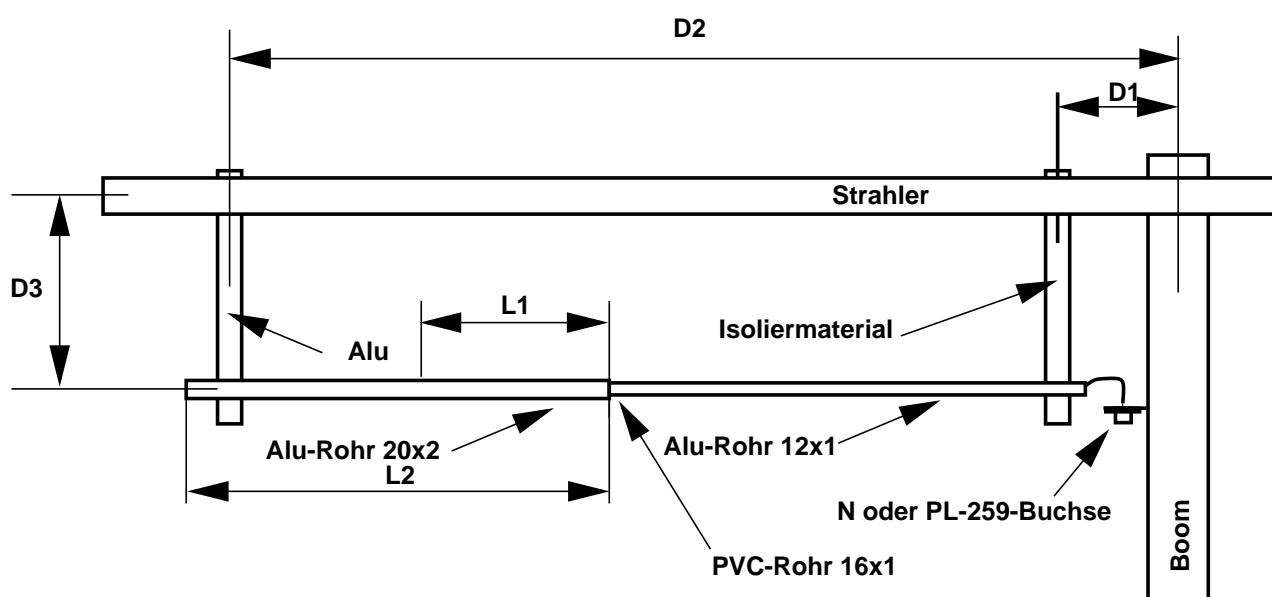 D2
D1
Strahler
D3
L1
Isoliermaterial
Alu
Alu-Rohr 20x2
Alu-Rohr 12x1
L2
N oder PL-259-Buchse
Boom
PVC-Rohr 16x1